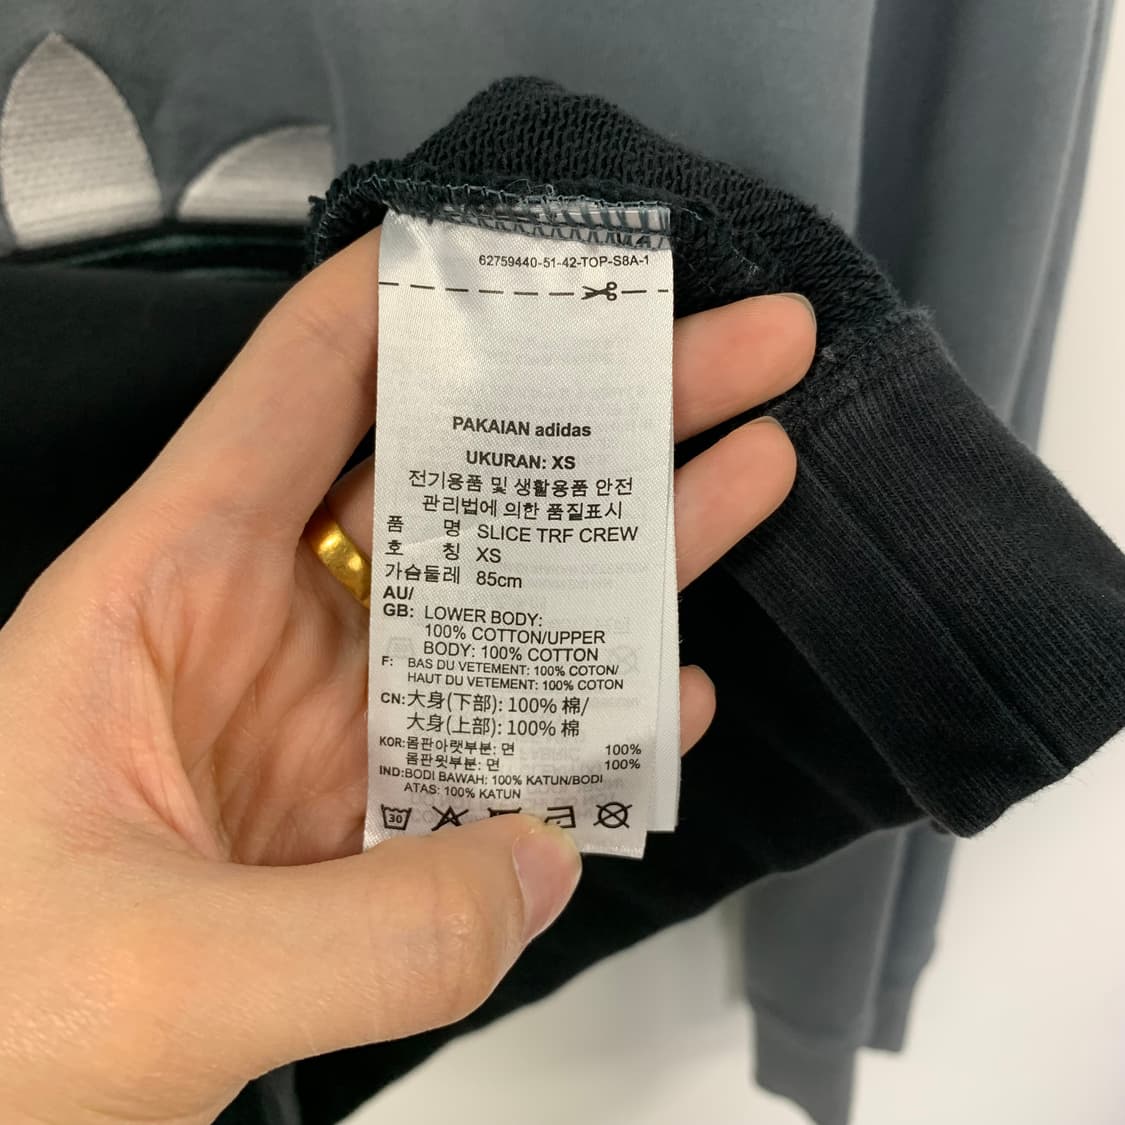 62759440-51-42-TOP-S8A-1
PAKAIAN adidas
UKURAN: XS
전기용품 및 생활용품 안전
관리법에 의한 품질표시
품 명 SLICE TRF CREW
호 칭 XS
가슴둘레 85cm
AU/
GB: LOWER BODY:
100% COTTON/UPPER
BODY: 100% COTTON
F: BAS DU VETEMENT: 100% COTON/
HAUT DU VETEMENT: 100% COTON
CN:大身(下部): 100% 棉/
大身(上部): 100% 棉
KOR:몸판아랫부분: 면 100%
몸판윗부분: 면 100%
IND:BODI BAWAH: 100% KATUN/BODI
ATAS: 100% KATUN
30